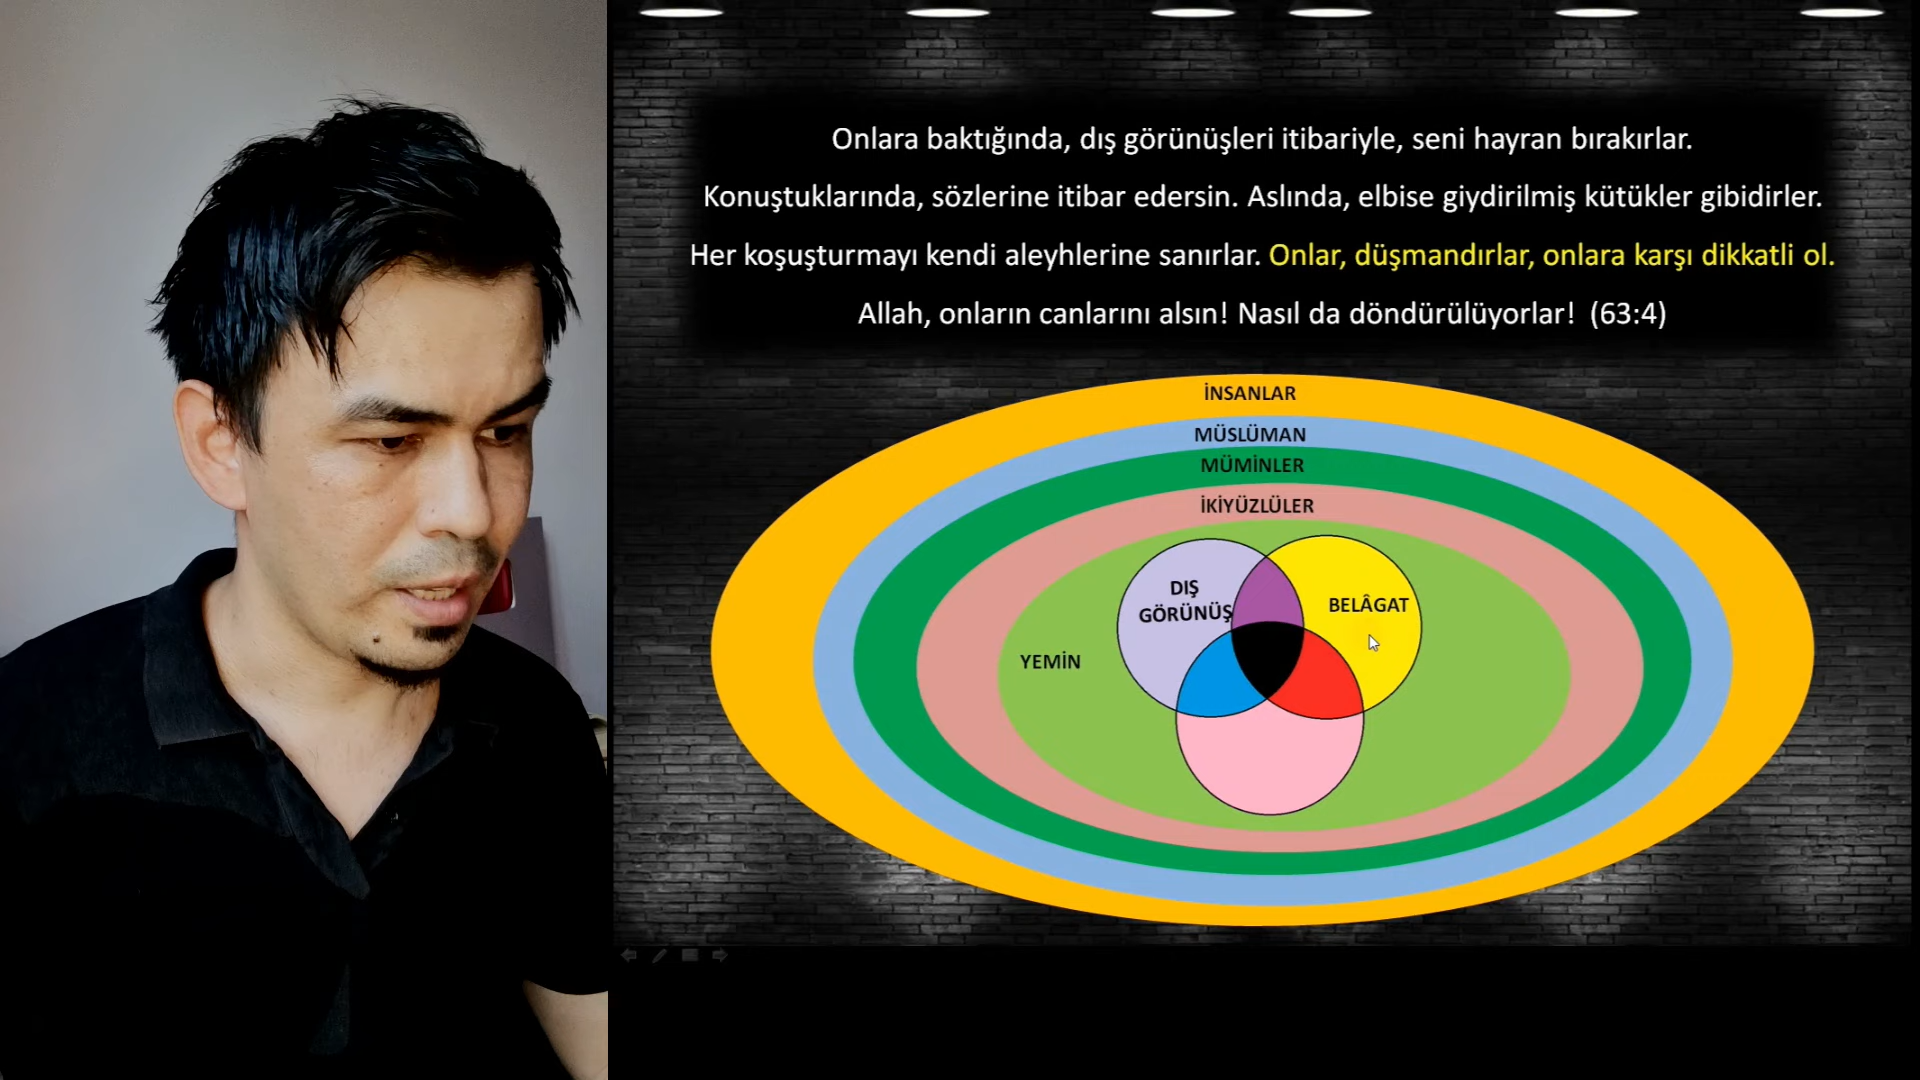 Onlara baktığında, dış görünüşleri itibariyle, seni hayran bırakırlar.
Konuştuklarında, sözlerine itibar edersin. Aslında, elbise giydirilmiş kütükler gibidirler.
Her koşuşturmayı kendi aleyhlerine sanırlar. Onlar, düşmandırlar, onlara karşı dikkatli ol.
Allah, onların canlarını alsın! Nasıl da döndürülüyorlar! (63:4)
İNSANLAR
MÜSLÜMAN
MÜMİNLER
İKİYÜZLÜLER
DIŞ
GÖRÜNÜŞ
BELÂGAT
YEMİN